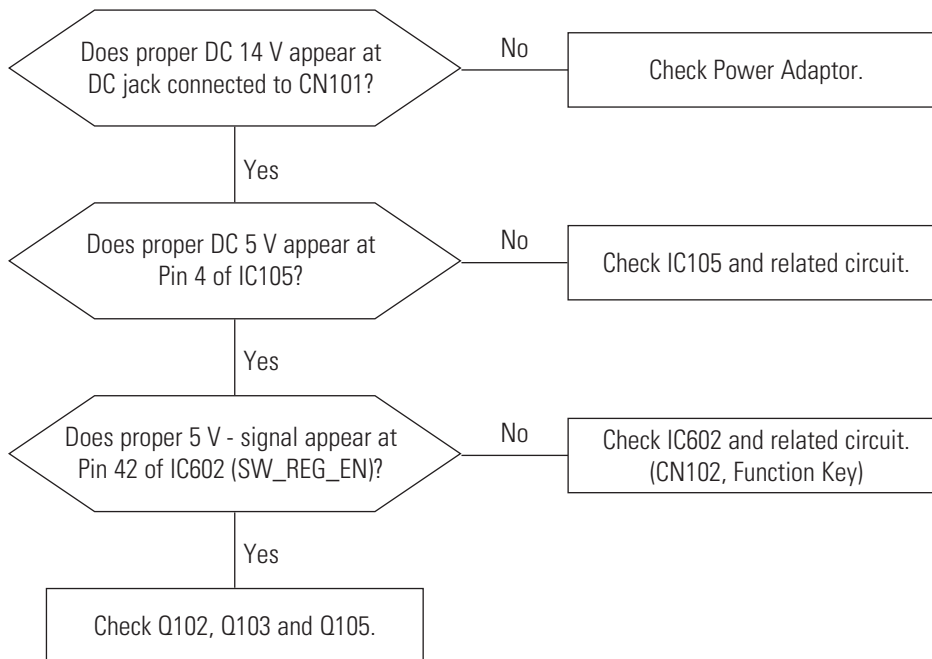 Does proper DC 14 V appear at
DC jack connected to CN101?
No
Check Power Adaptor.
Yes
Does proper DC 5 V appear at
Pin 4 of IC105?
No
Check IC105 and related circuit.
Yes
Does proper 5 V - signal appear at
Pin 42 of IC602 (SW_REG_EN)?
No
Check IC602 and related circuit.
(CN102, Function Key)
Yes
Check Q102, Q103 and Q105.